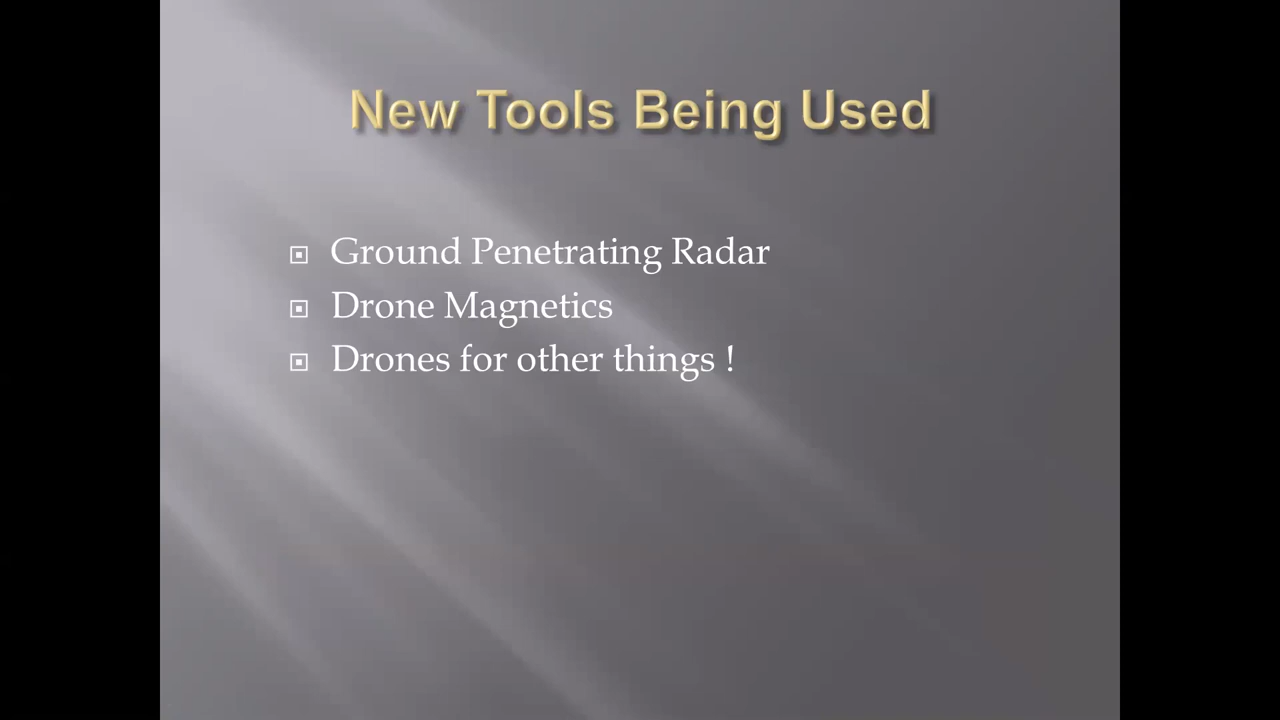 New Tools Being Used
Ground Penetrating Radar
Drone Magnetics
Drones for other things !